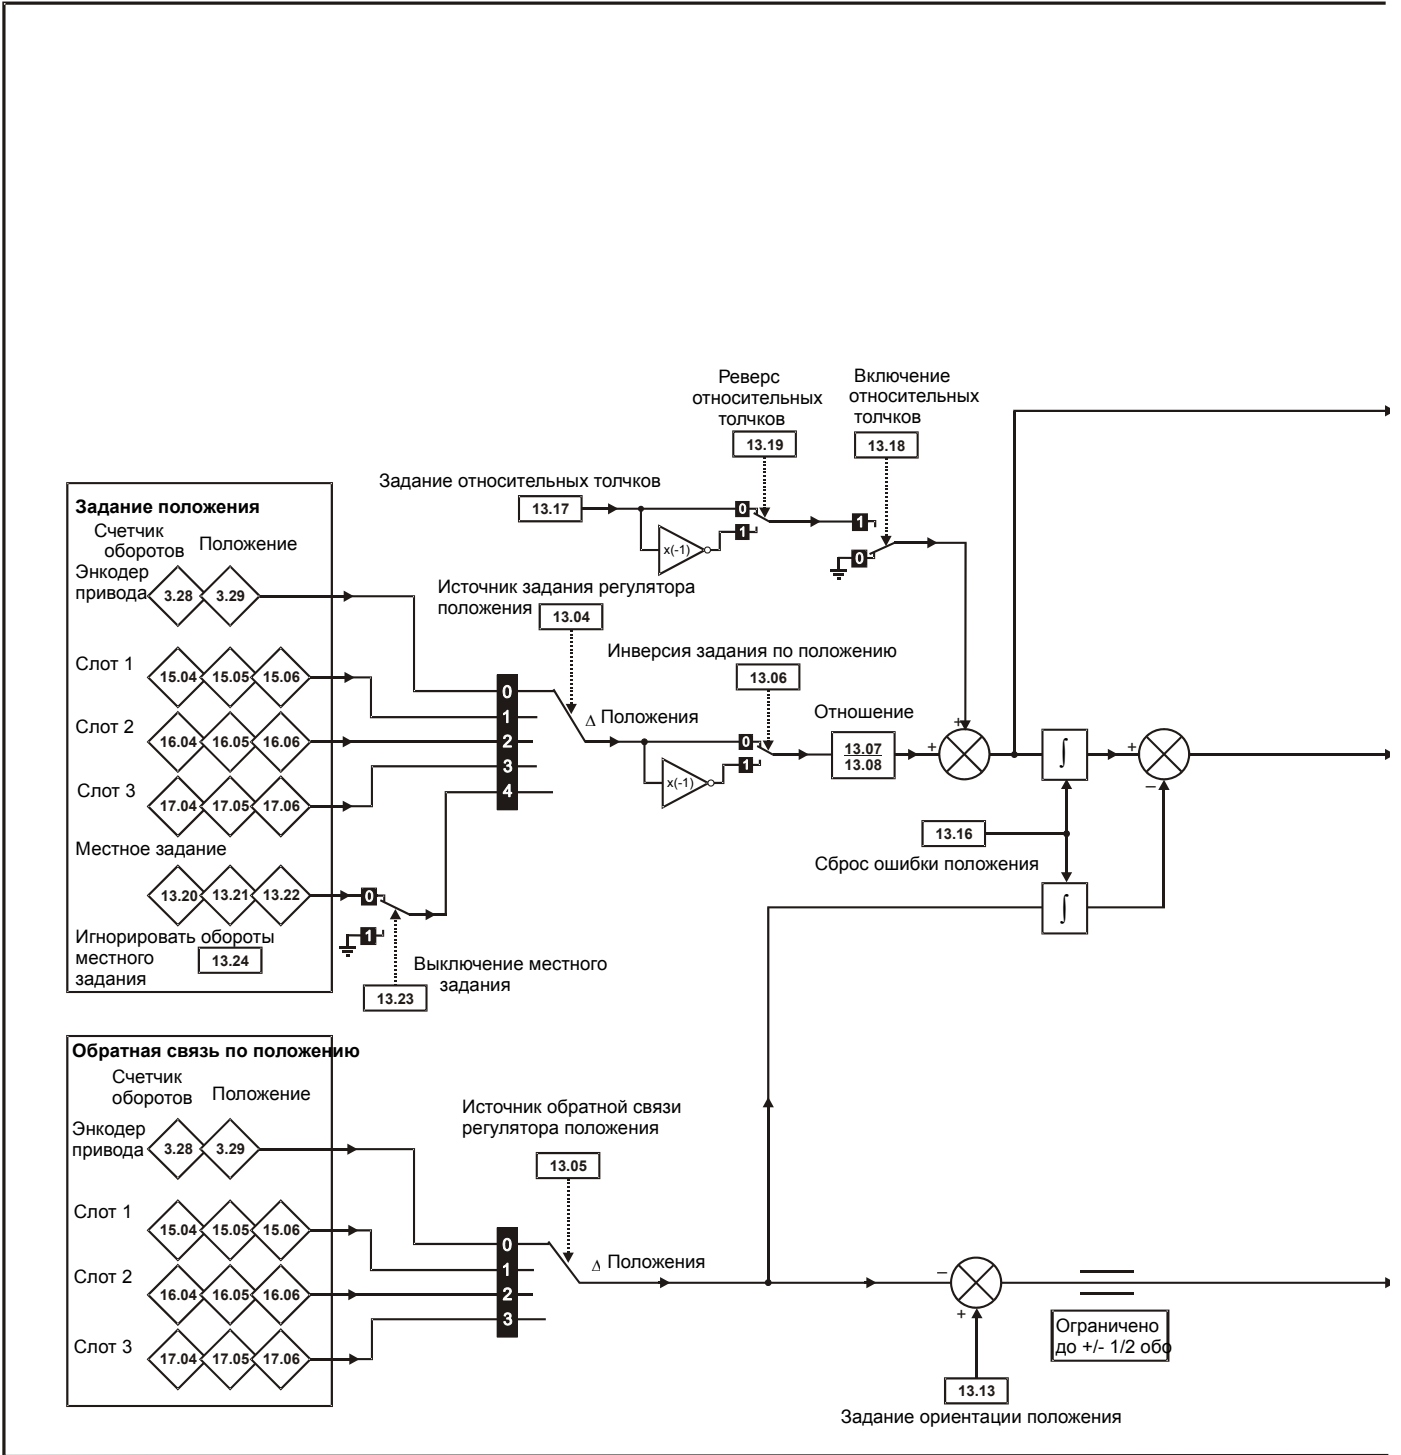 Реверс
относительных
толчков
13.19
Включение
относительных
толчков
13.18
Задание относительных толчков
13.17
0
1
x(-1)
1
0
Задание положения
Счетчик
оборотов
Положение
Энкодер
привода
3.28
3.29
Слот 1
15.04
15.05
15.06
Слот 2
16.04
16.05
16.06
Слот 3
17.04
17.05
17.06
Местное задание
13.20
13.21
13.22
Игнорировать обороты
местного
задания
13.24
0
1
Выключение местного
задания
13.23
Источник задания регулятора
положения
13.04
0
1
2
3
4
Δ Положения
Инверсия задания по положению
13.06
0
1
x(-1)
Отношение
13.07
13.08
+
+
∫
+
–
13.16
Сброс ошибки положения
∫
Обратная связь по положению
Счетчик
оборотов
Положение
Энкодер
привода
3.28
3.29
Слот 1
15.04
15.05
15.06
Слот 2
16.04
16.05
16.06
Слот 3
17.04
17.05
17.06
Источник обратной связи
регулятора положения
13.05
0
1
2
3
Δ Положения
–
+
Ограничено
до +/- 1/2 обо
13.13
Задание ориентации положения